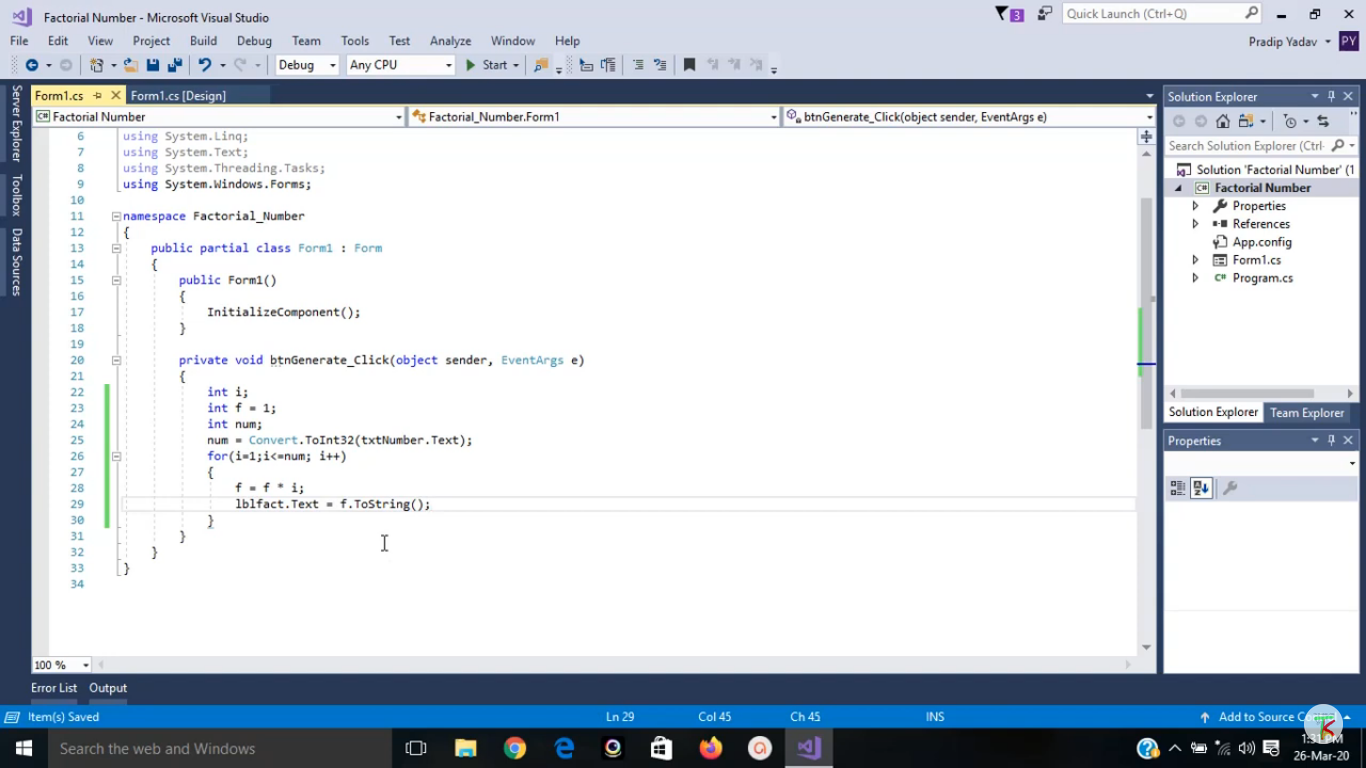 Factorial Number - Microsoft Visual Studio
3
Quick Launch (Ctrl+Q)
File Edit View Project Build Debug Team Tools Test Analyze Window Help
Pradip Yadav PY
Debug Any CPU Start
Server Explorer
Toolbox
Data Sources
Form1.cs Form1.cs [Design]
C# Factorial Number Factorial_Number.Form1 btnGenerate_Click(object sender, EventArgs e)
6 using System.Linq;
7 using System.Text;
8 using System.Threading.Tasks;
9 using System.Windows.Forms;
10
11 namespace Factorial_Number
12 {
13 public partial class Form1 : Form
14 {
15 public Form1()
16 {
17 InitializeComponent();
18 }
19
20 private void btnGenerate_Click(object sender, EventArgs e)
21 {
22 int i;
23 int f = 1;
24 int num;
25 num = Convert.ToInt32(txtNumber.Text);
26 for(i=1;i<=num; i++)
27 {
28 f = f * i;
29 lblfact.Text = f.ToString();
30 }
31 }
32 }
33 }
34
100 %
Solution Explorer
Search Solution Explorer (Ctrl-
Solution 'Factorial Number' (1
C# Factorial Number
Properties
References
App.config
Form1.cs
C# Program.cs
Solution Explorer Team Explorer
Properties
Error List Output
Item(s) Saved Ln 29 Col 45 Ch 45 INS Add to Source Control
Search the web and Windows
1:31 PM
26-Mar-20